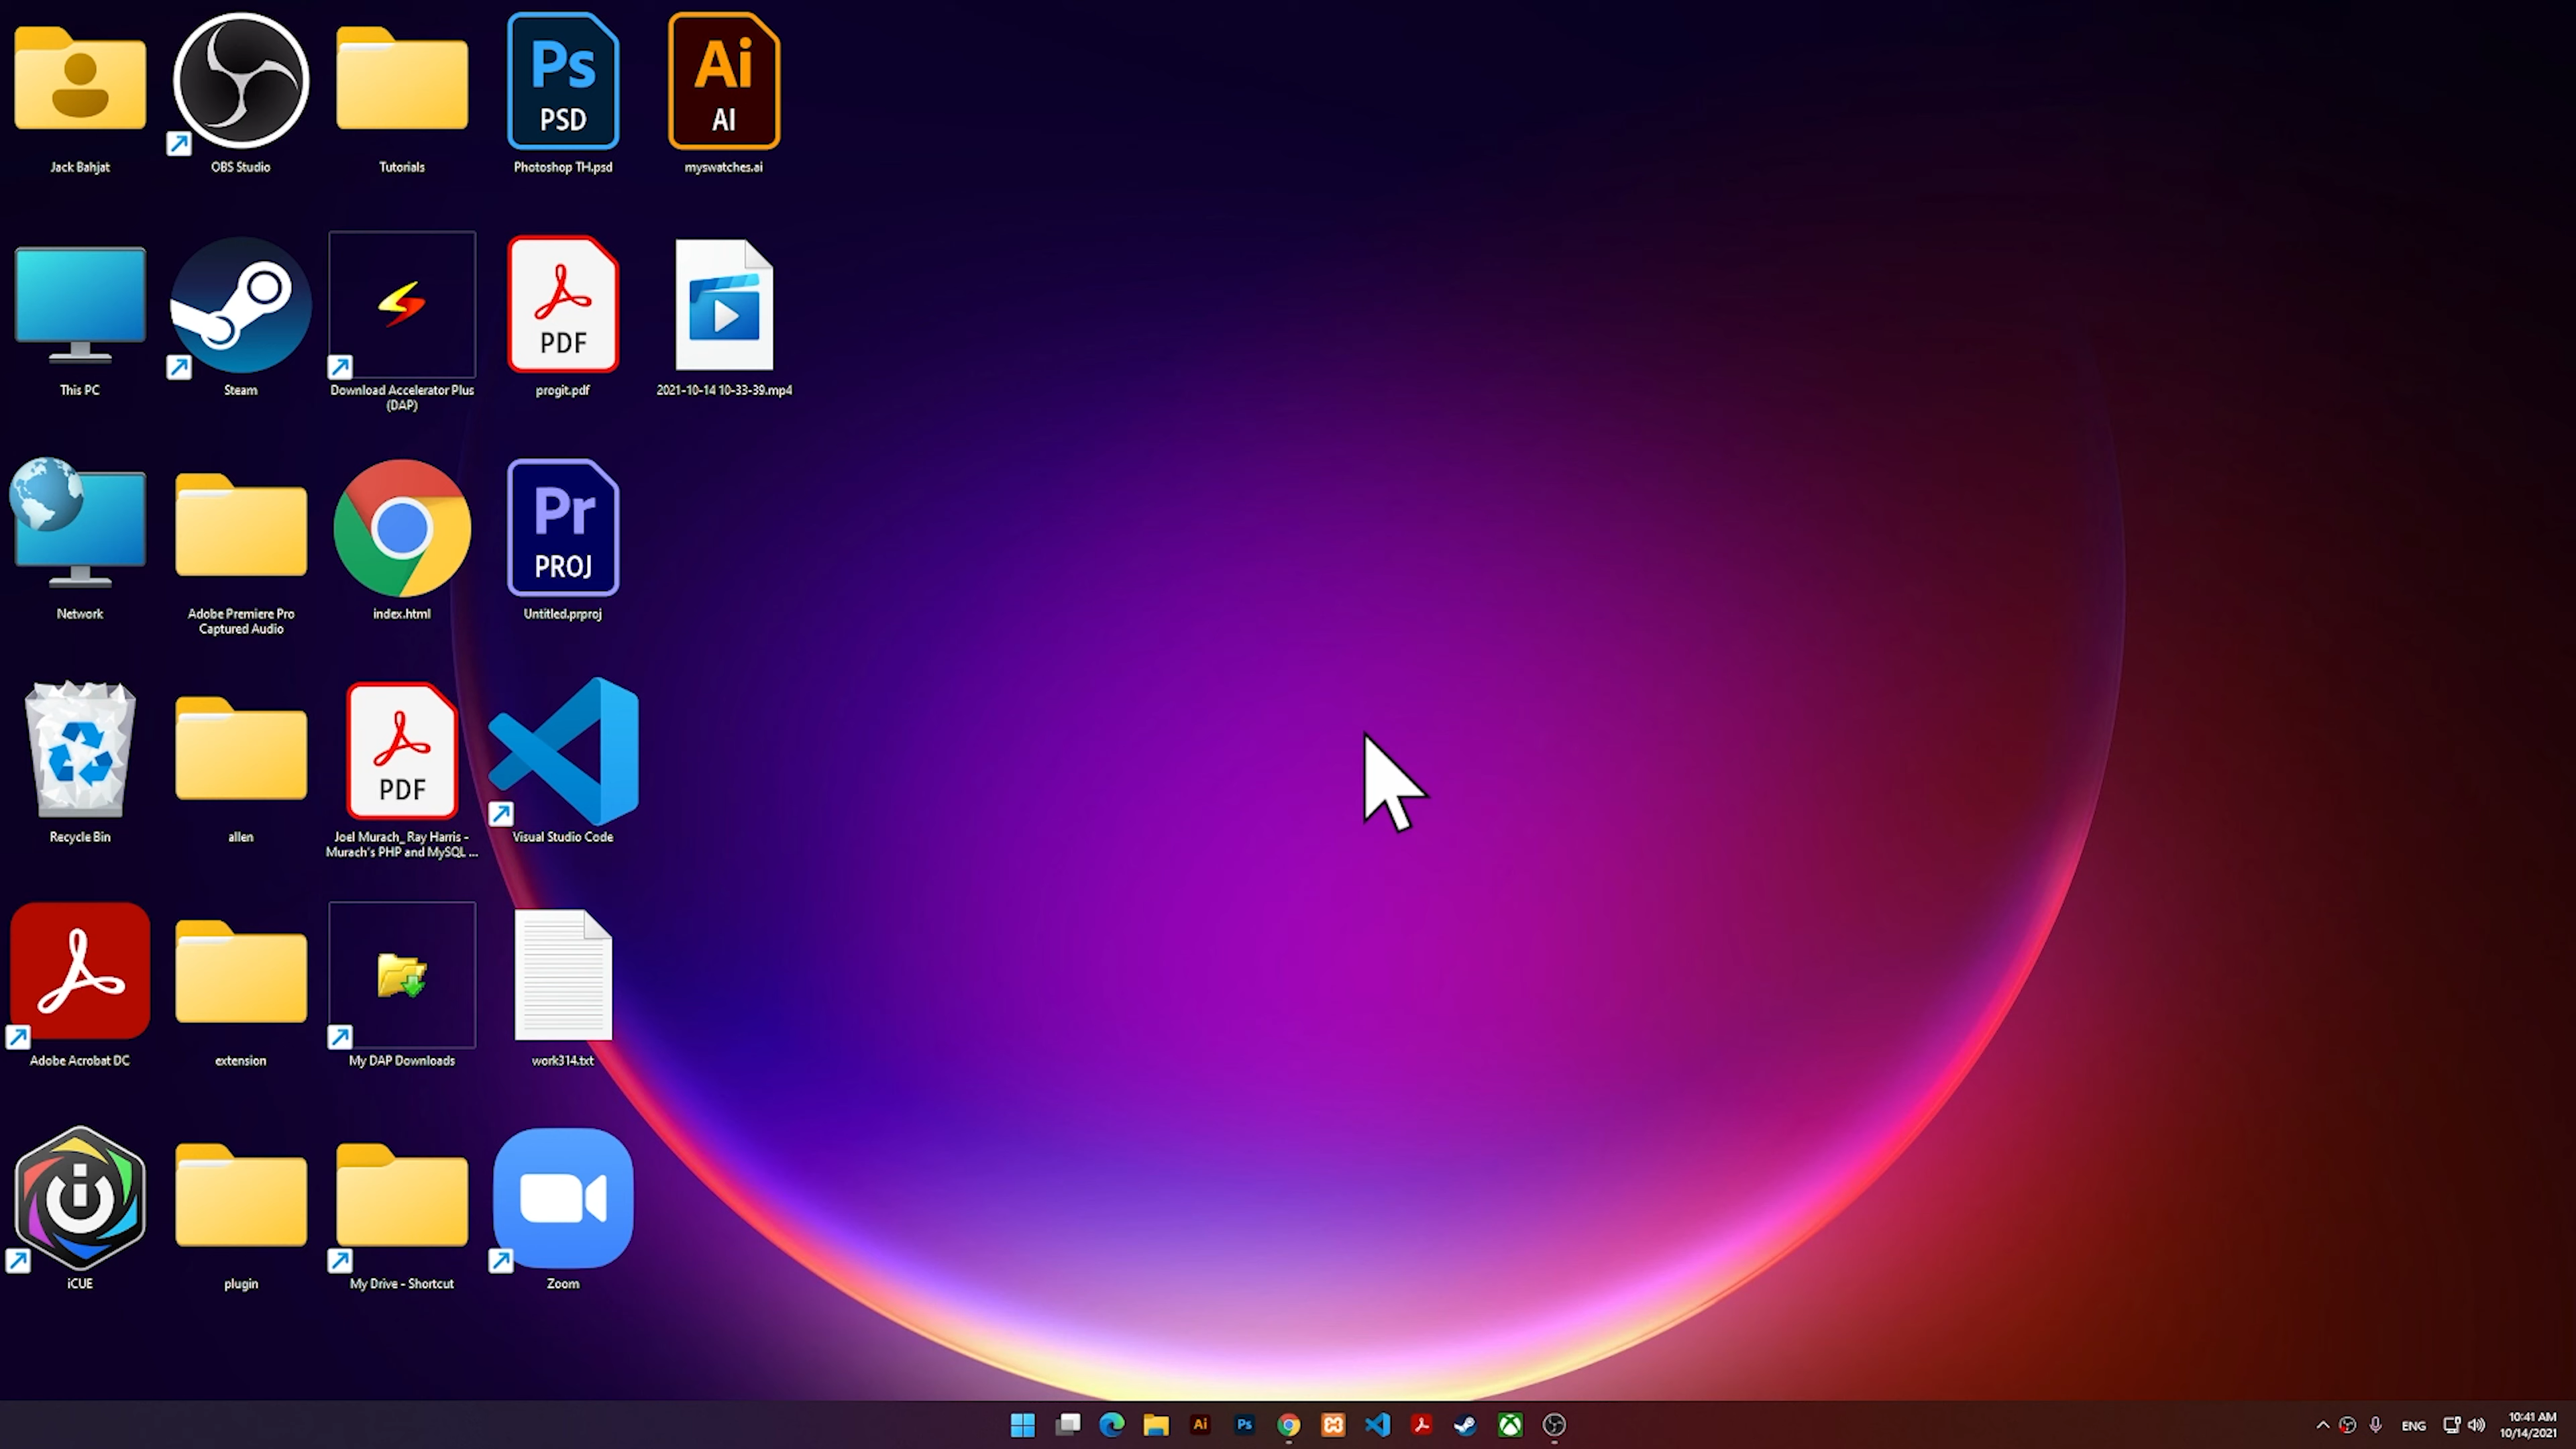 Ps
PSD
Ai
AI
Jack Bahjat
OBS Studio
Tutorials
Photoshop TH.psd
myswatches.ai
PDF
This PC
Steam
Download Accelerator Plus
(DAP)
progit.pdf
2021-10-14 10-33-39.mp4
Pr
PROJ
Network
Adobe Premiere Pro
Captured Audio
index.html
Untitled.prproj
PDF
Recycle Bin
allen
Joel Murach_Ray Harris -
Murach's PHP and MySQL ...
Visual Studio Code
Adobe Acrobat DC
extension
My DAP Downloads
work314.txt
iCUE
plugin
My Drive - Shortcut
Zoom
Ai
Ps
ENG
10:41 AM
10/14/2021